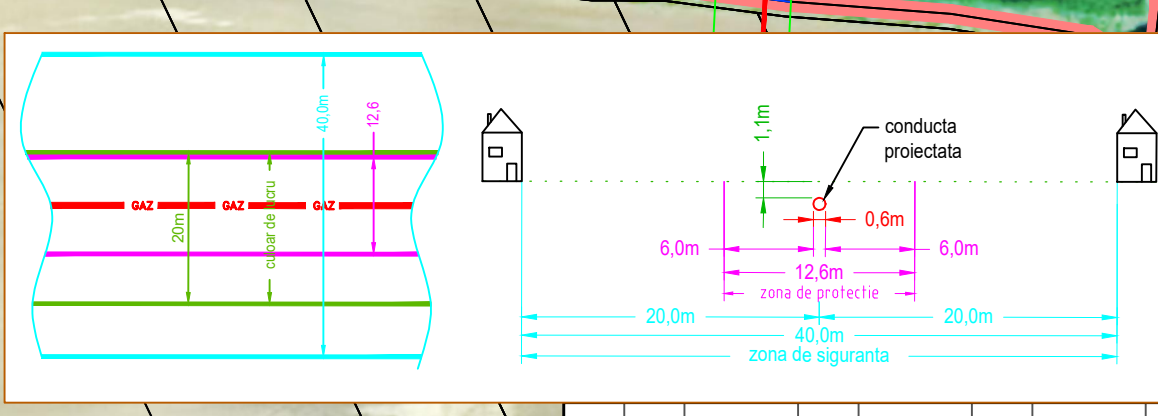 40,0m
12,6
GAZ GAZ GAZ
20m
culoar de lucru
1,1m
conducta
proiectata
0,6m
6,0m 6,0m
12,6m
zona de protectie
20,0m 20,0m
40,0m
zona de siguranta